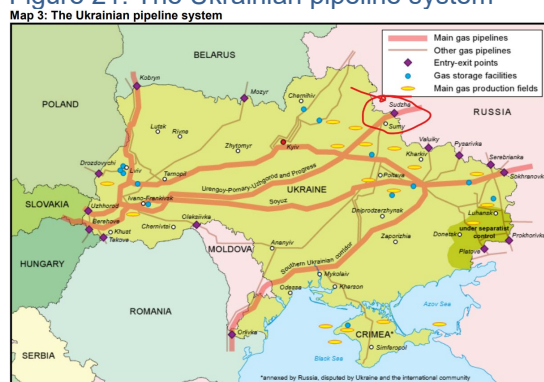 Figure 21: The Ukrainian pipeline system
Map 3: The Ukrainian pipeline system
Main gas pipelines
Other gas pipelines
Entry-exit points
Gas storage facilities
Main gas production fields
BELARUS
Kobryn
Mozyr
Chernihiv
Sudzha
POLAND
RUSSIA
Lutsk
Rivne
Sumy
Zhytmyr
Kyiv
Valuiky
Pysarivka
Kharkiv
Serebrianka
Drozdovychi
Lviv
Ternopil
Sokhranovka
Poltava
Urengoy-Pomary-Uzhgorod and Progress
UKRAINE
SLOVAKIA
Uzhhorod
Ivano-Frankivsk
Soyuz
Luhansk
Berehove
Khust
Chernivtsi
Oleksiivka
Dniprodzerzhynsk
under separatist
control
Tekove
Donetsk
Prokhorivka
HUNGARY
MOLDOVA
Ananyiv
Zaporizhia
Platove
Southern Ukrainian corridor
Mykolaiv
Odessa
Kherson
ROMANIA
Azov Sea
Orlivka
CRIMEA*
SERBIA
Simferopol
Black Sea
*annexed by Russia, disputed by Ukraine and the international community